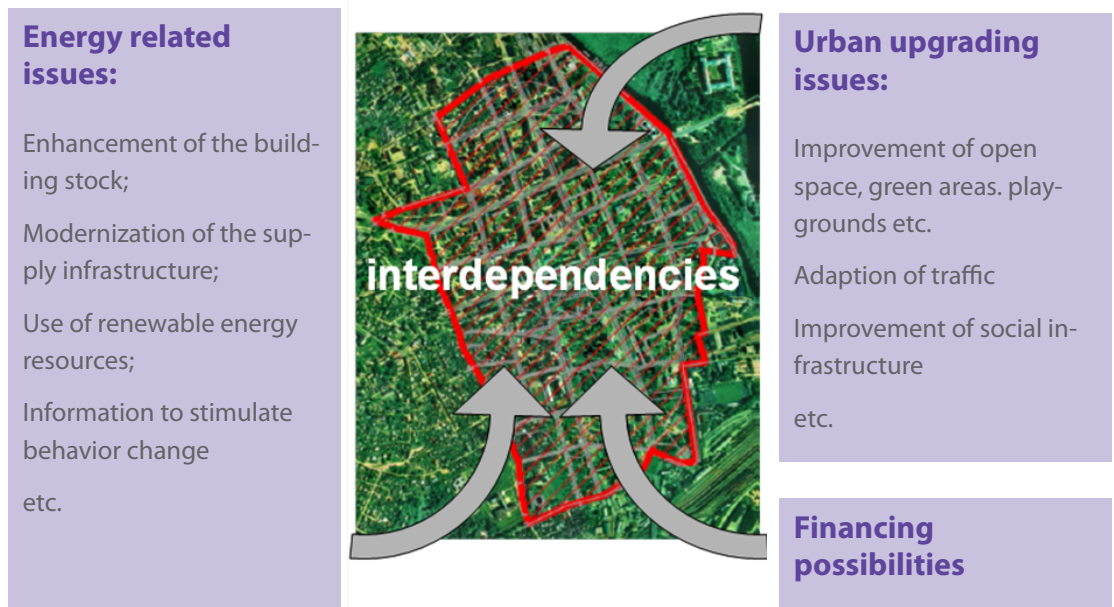 Energy related
issues:
Enhancement of the build-
ing stock;
Modernization of the sup-
ply infrastructure;
Use of renewable energy
resources;
Information to stimulate
behavior change
etc.
interdependencies
Urban upgrading
issues:
Improvement of open
space, green areas. play-
grounds etc.
Adaption of traffic
Improvement of social in-
frastructure
etc.
Financing
possibilities